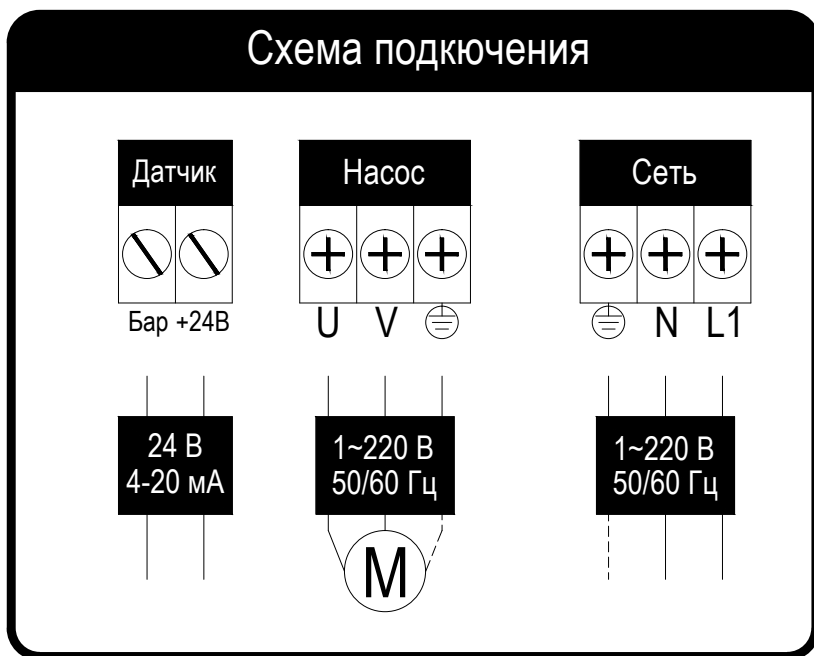 Схема подкючения
Датчик
Насос
Сеть
Бар +24В
U V
N L1
24 В
4-20 мА
1~220 В
50/60 Гц
1~220 В
50/60 Гц
M